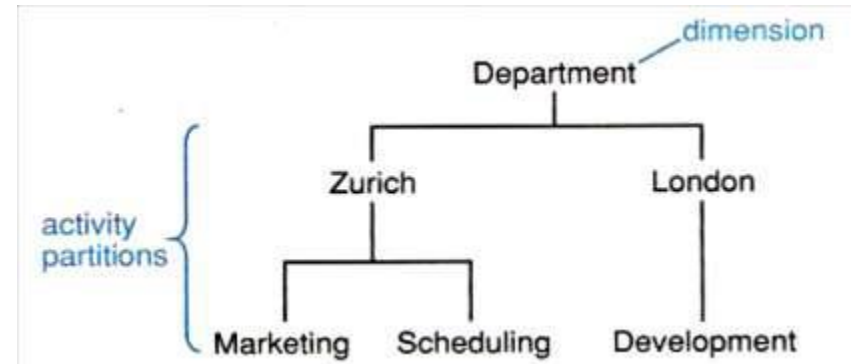 dimension
Department
Zurich London
activity
partitions
Marketing Scheduling Development